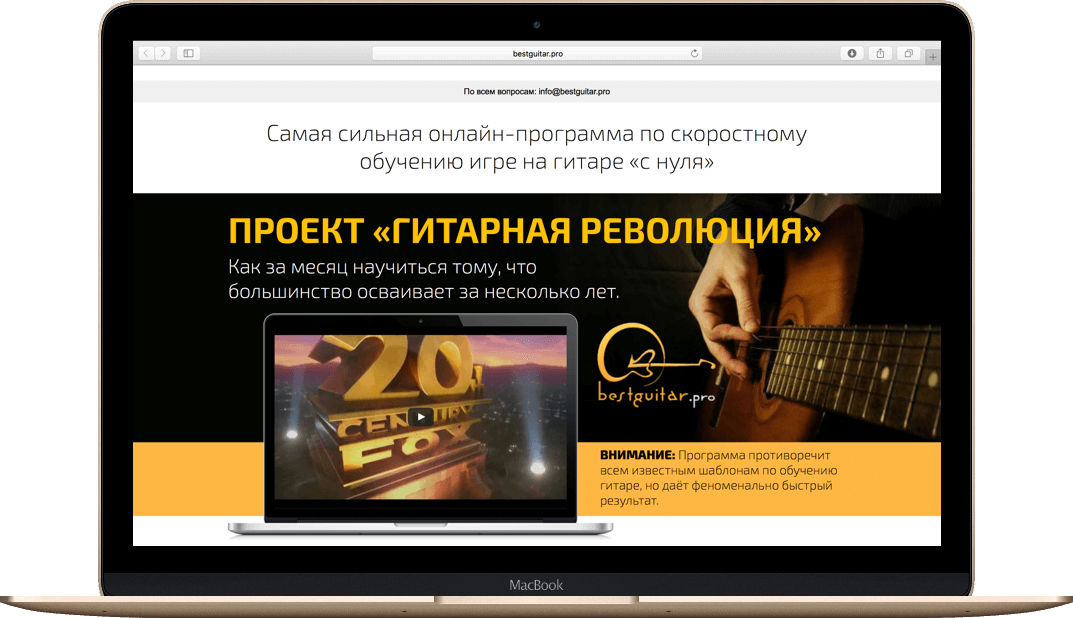 bestguitar.pro
По всем вопросам: info@bestguitar.pro
Самая сильная онлайн-программа по скоростному
обучению игре на гитаре «с нуля»
ПРОЕКТ «ГИТАРНАЯ РЕВОЛЮЦИЯ»
Как за месяц научиться тому, что
большинство осваивает за несколько лет.
20th
CENTURY
FOX
bestguitar.pro
ВНИМАНИЕ: Программа противоречит
всем известным шаблонам по обучению
гитаре, но даёт феноменально быстрый
результат.
MacBook